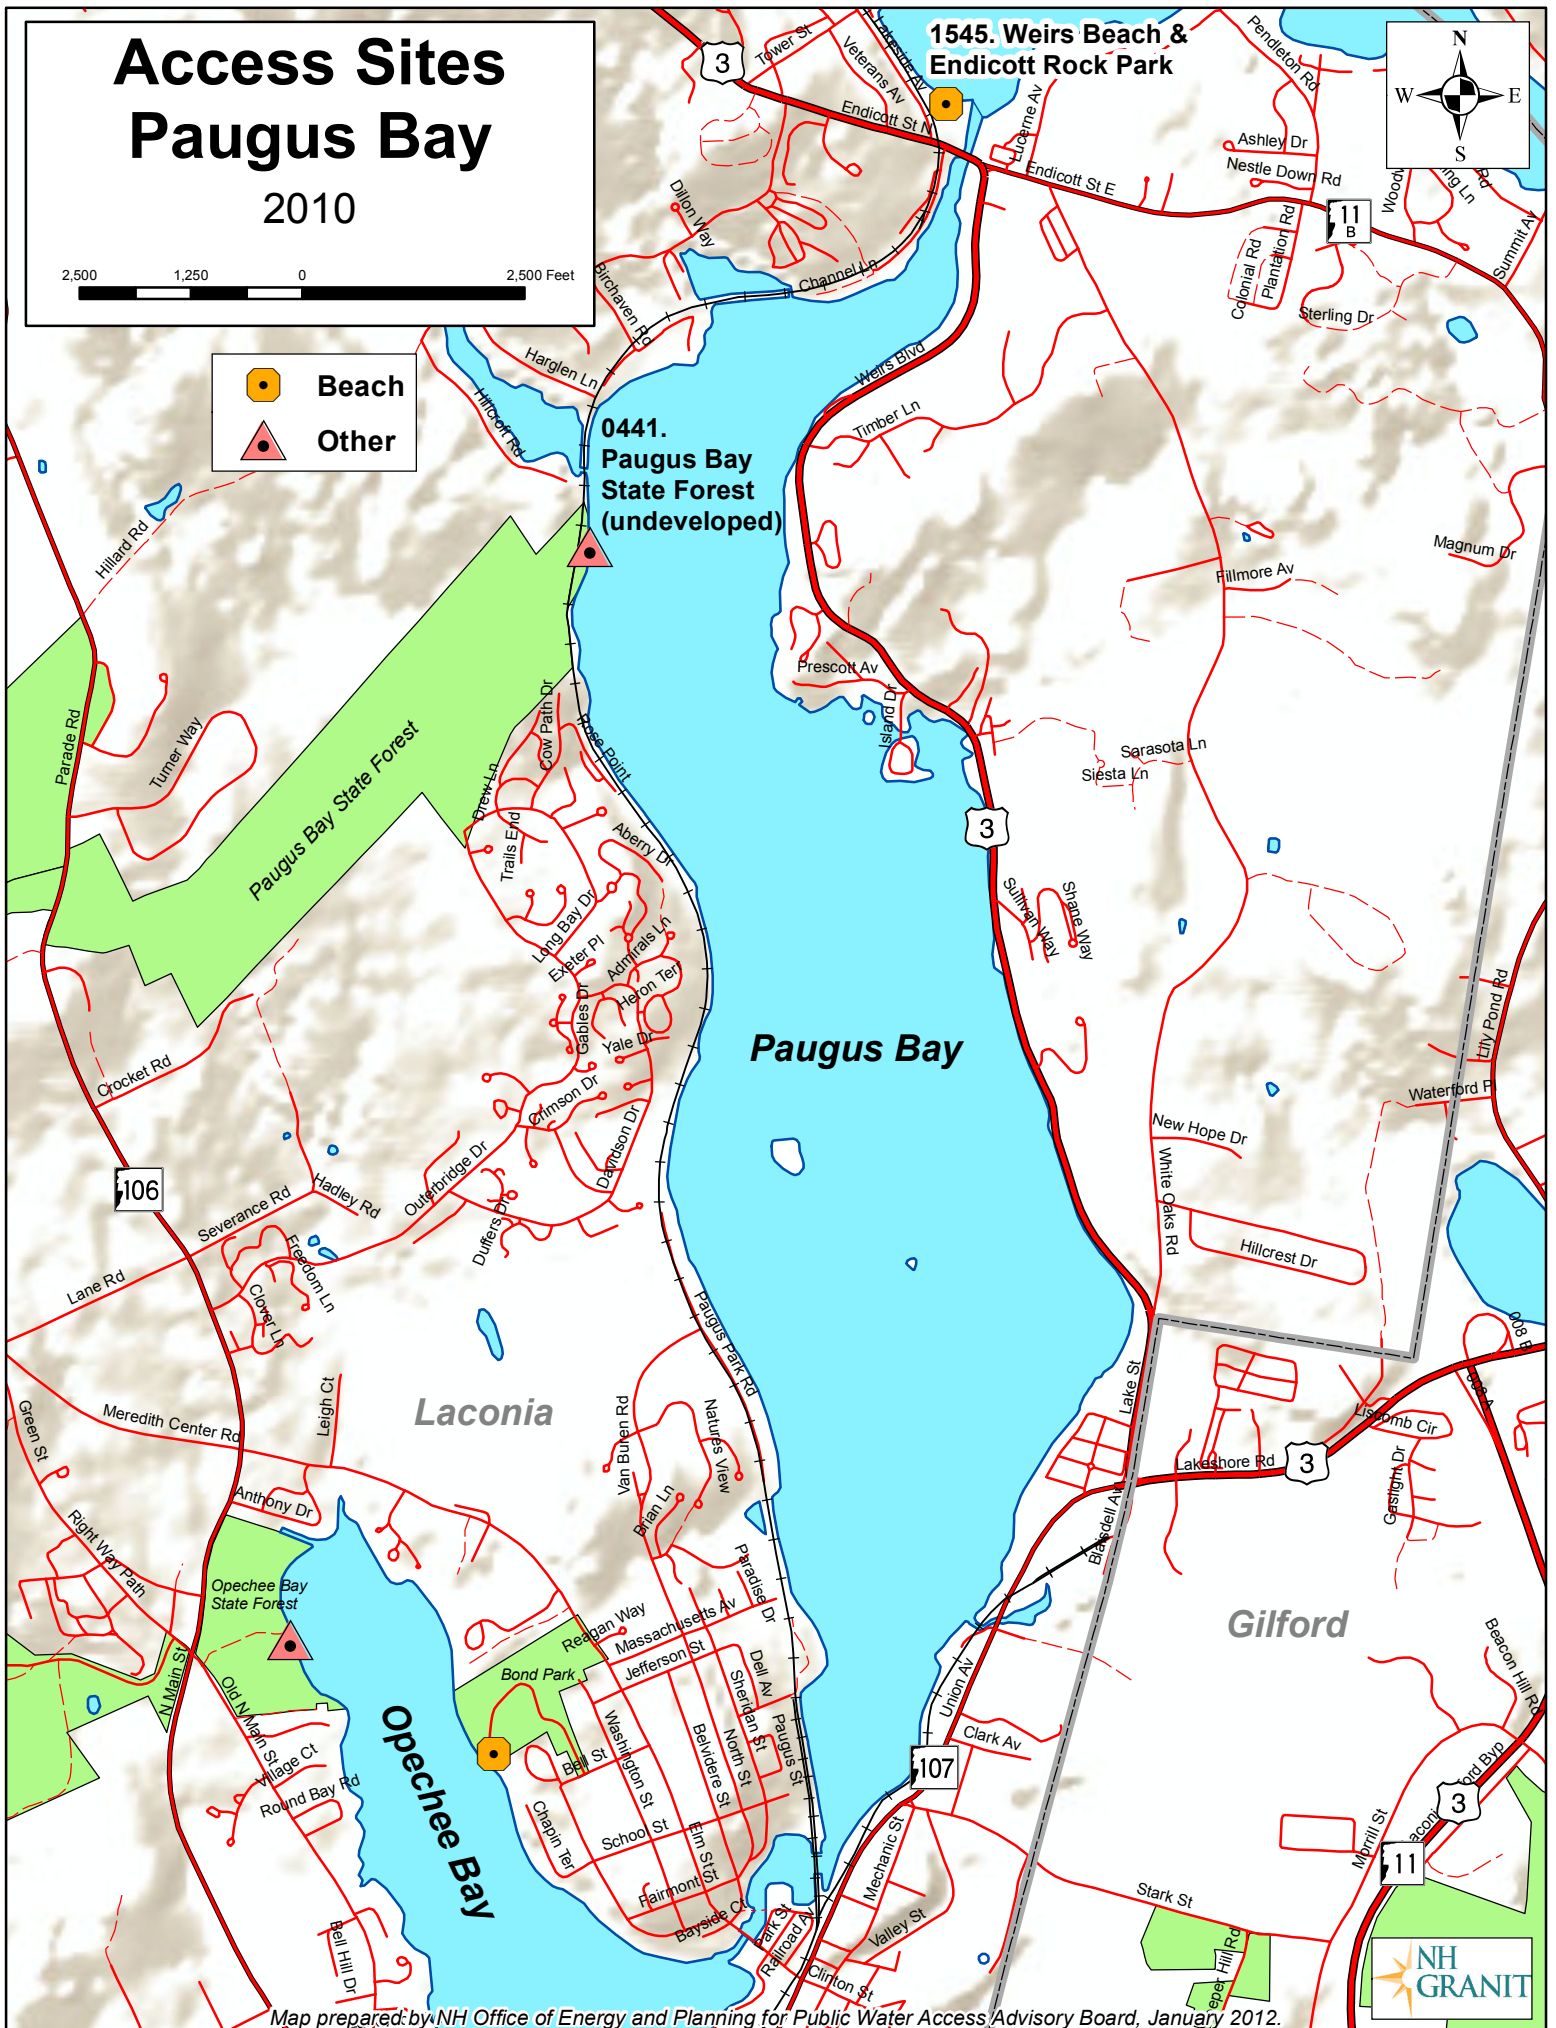 Access Sites
Paugus Bay
2010
2,500
1,250
0
2,500 Feet
Beach
Other
1545. Weirs Beach &
Endicott Rock Park
N
W
E
S
3
Tower St
Veterans Av
Lakeside Av
Endicott St N
Lucerne Av
Pendleton Rd
Ashley Dr
Nestle Down Rd
Endicott St E
11
B
Rd
Summit Av
Colonial Rd
Plantation Rd
Sterling Dr
Dillon Way
Birchaven Rd
Channel Ln
Harglen Ln
Hillcroft Rd
Weirs Blvd
Timber Ln
0441.
Paugus Bay
State Forest
(undeveloped)
Hillard Rd
Magnum Dr
Fillmore Av
Prescott Av
Island Dr
Parade Rd
Turner Way
Paugus Bay State Forest
Cow Path Dr
Rose Point
Drew Ln
Trails End
Aberry Dr
Sarasota Ln
Siesta Ln
3
Long Bay Dr
Exeter Pl
Admirals Ln
Heron Terr
Gables Dr
Yale Dr
Crimson Dr
Davidson Dr
Sullivan Way
Shane Way
Lily Pond Rd
Paugus Bay
Crocket Rd
Waterford Pl
New Hope Dr
White Oaks Rd
106
Hadley Rd
Outerbridge Dr
Severance Rd
Duffers Dr
Freedom Ln
Lane Rd
Clover Ln
Hillcrest Dr
Paugus Park Rd
Lake St
008 B
008 A
Laconia
Leigh Ct
Meredith Center Rd
Green St
Van Buren Rd
Natures View
Brian Ln
Liscomb Cir
Lakeshore Rd
3
Gaslight Dr
Anthony Dr
Right Way Path
Blaisdell Av
Paradise Dr
Opechee Bay
State Forest
Reagan Way
Massachusetts Av
Jefferson St
Bond Park
Gilford
Beacon Hill Rd
N Main St
Old N Main St
Dell Av
Sheridan St
Union Av
Clark Av
Village Ct
Round Bay Rd
Opechee Bay
Bell St
Washington St
Belvidere St
North St
Paugus St
107
ord Byp
3
Chapin Ter
School St
Elm St
Mechanic St
Morrill St
11
Fairmont St
Bayside Ct
Park St
Railroad Av
Valley St
Clinton St
Stark St
Bell Hill Dr
eper Hill Rd
NH
GRANIT
Map prepared by NH Office of Energy and Planning for Public Water Access Advisory Board, January 2012.